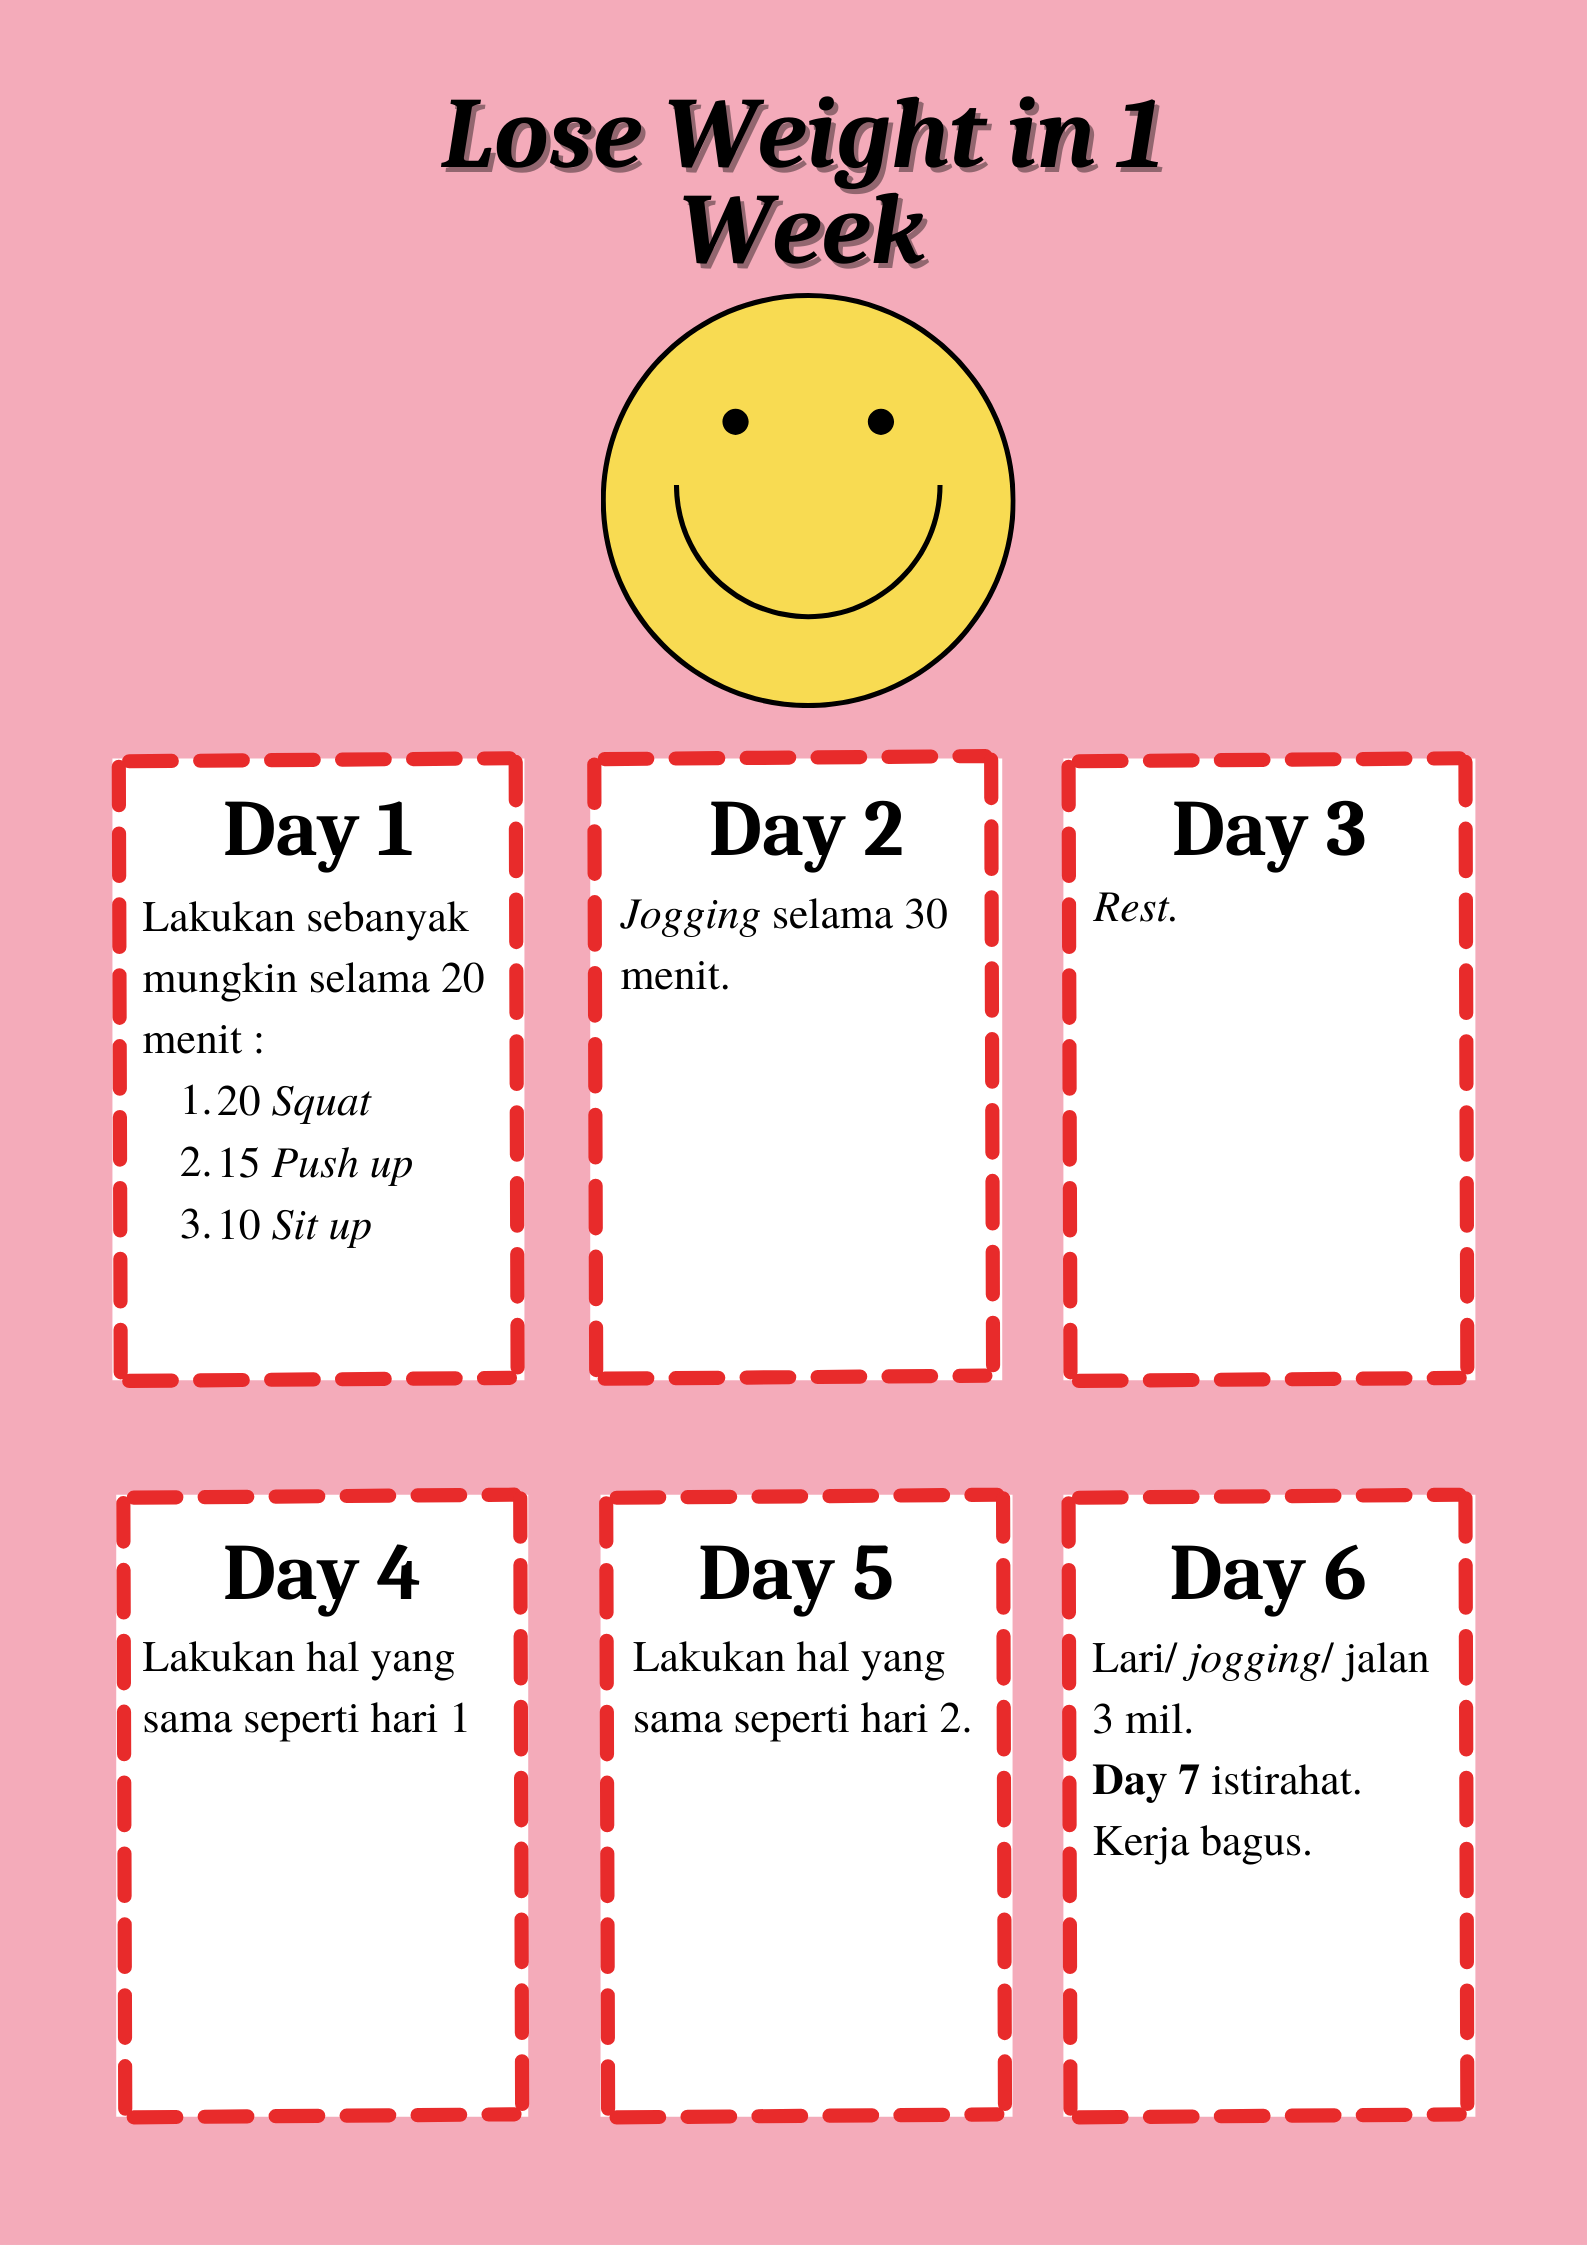 Lose Weight in 1
Week
Day 1
Lakukan sebanyak
mungkin selama 20
menit :
1. 20 Squat
2. 15 Push up
3. 10 Sit up
Day 2
Jogging selama 30
menit.
Day 3
Rest.
Day 4
Lakukan hal yang
sama seperti hari 1
Day 5
Lakukan hal yang
sama seperti hari 2.
Day 6
Lari/ jogging/ jalan
3 mil.
Day 7 istirahat.
Kerja bagus.